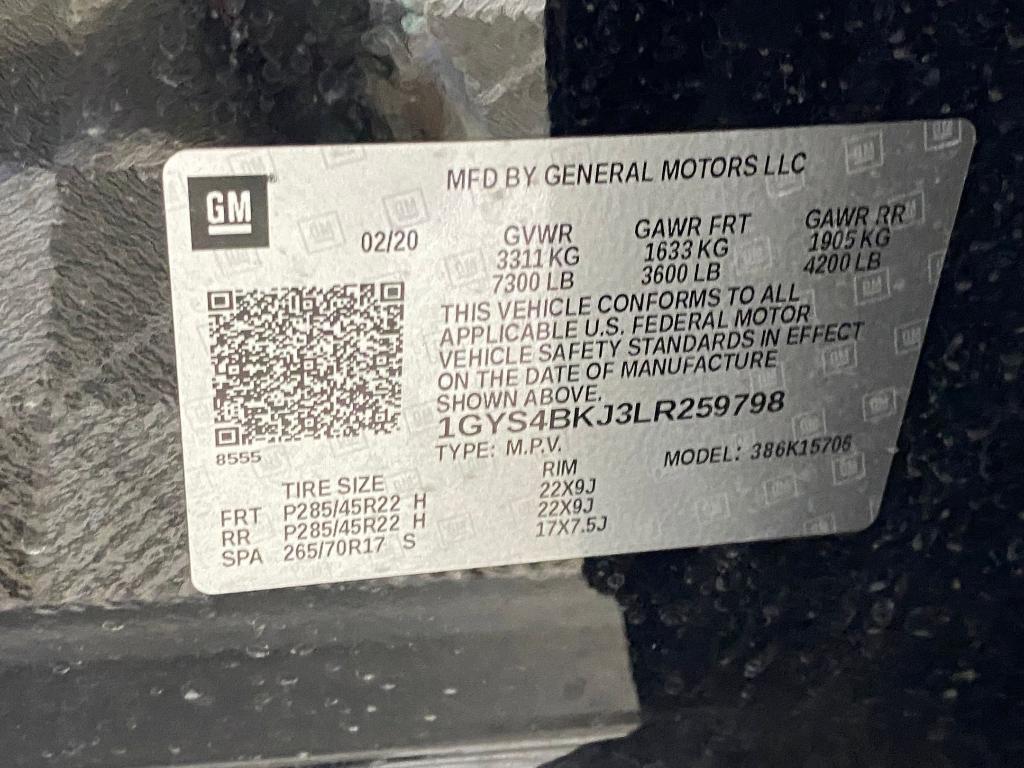 GM
MFD BY GENERAL MOTORS LLC
02/20
GVWR GAWR FRT GAWR RR
3311 KG 1633 KG 1905 KG
7300 LB 3600 LB 4200 LB
THIS VEHICLE CONFORMS TO ALL
APPLICABLE U.S. FEDERAL MOTOR
VEHICLE SAFETY STANDARDS IN EFFECT
ON THE DATE OF MANUFACTURE
SHOWN ABOVE.
1GYS4BKJ3LR259798
8555
TYPE: M.P.V. MODEL: 386K15706
TIRE SIZE RIM
FRT P285/45R22 H 22X9J
RR P285/45R22 H 22X9J
SPA 265/70R17 S 17X7.5J